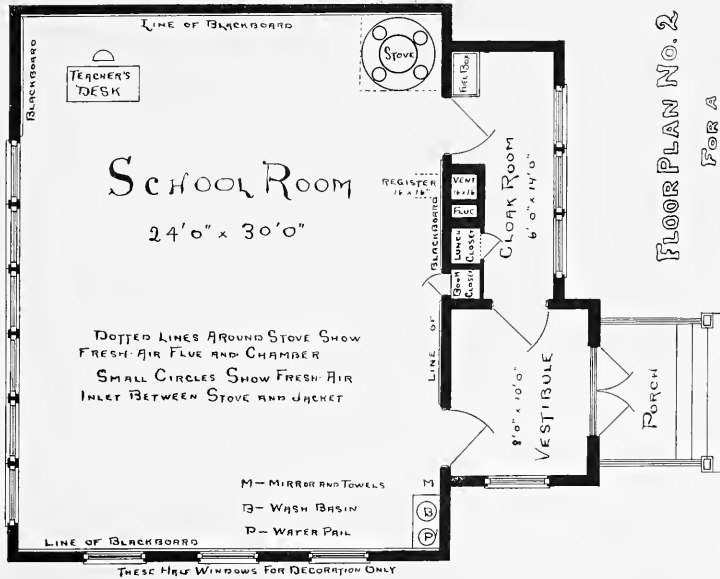 LINE OF BLACKBOARD
BLACKBOARD
TEACHER'S
DESK
STOVE
FUEL BOX
SCHOOL ROOM
24'0" x 30'0"
REGISTER
16 x 16"
VENT
16x16
FLUE
LUNCH
CLOSET
BOOK
CLOSET
CLOAK ROOM
6'0" x 14'0"
LINE OF BLACKBOARD
DOTTED LINES AROUND STOVE SHOW
FRESH-AIR FLUE AND CHAMBER
SMALL CIRCLES SHOW FRESH-AIR
INLET BETWEEN STOVE AND JACKET
8'0" x 10'0"
VESTIBULE
PORCH
M- MIRROR AND TOWELS
B- WASH BASIN
P- WATER PAIL
M
B
P
LINE OF BLACKBOARD
THESE HALF WINDOWS FOR DECORATION ONLY
FLOOR PLAN No. 2
FOR A